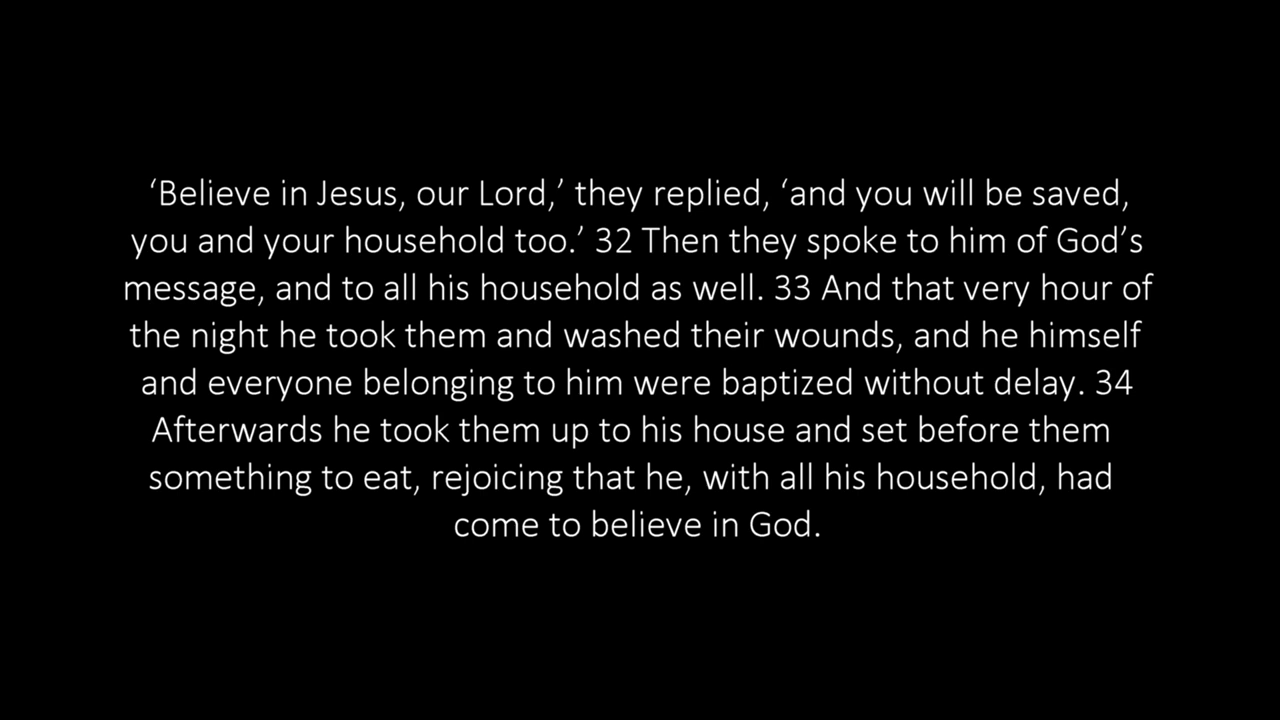 ‘Believe in Jesus, our Lord,’ they replied, ‘and you will be saved,
you and your household too.’ 32 Then they spoke to him of God’s
message, and to all his household as well. 33 And that very hour of
the night he took them and washed their wounds, and he himself
and everyone belonging to him were baptized without delay. 34
Afterwards he took them up to his house and set before them
something to eat, rejoicing that he, with all his household, had
come to believe in God.